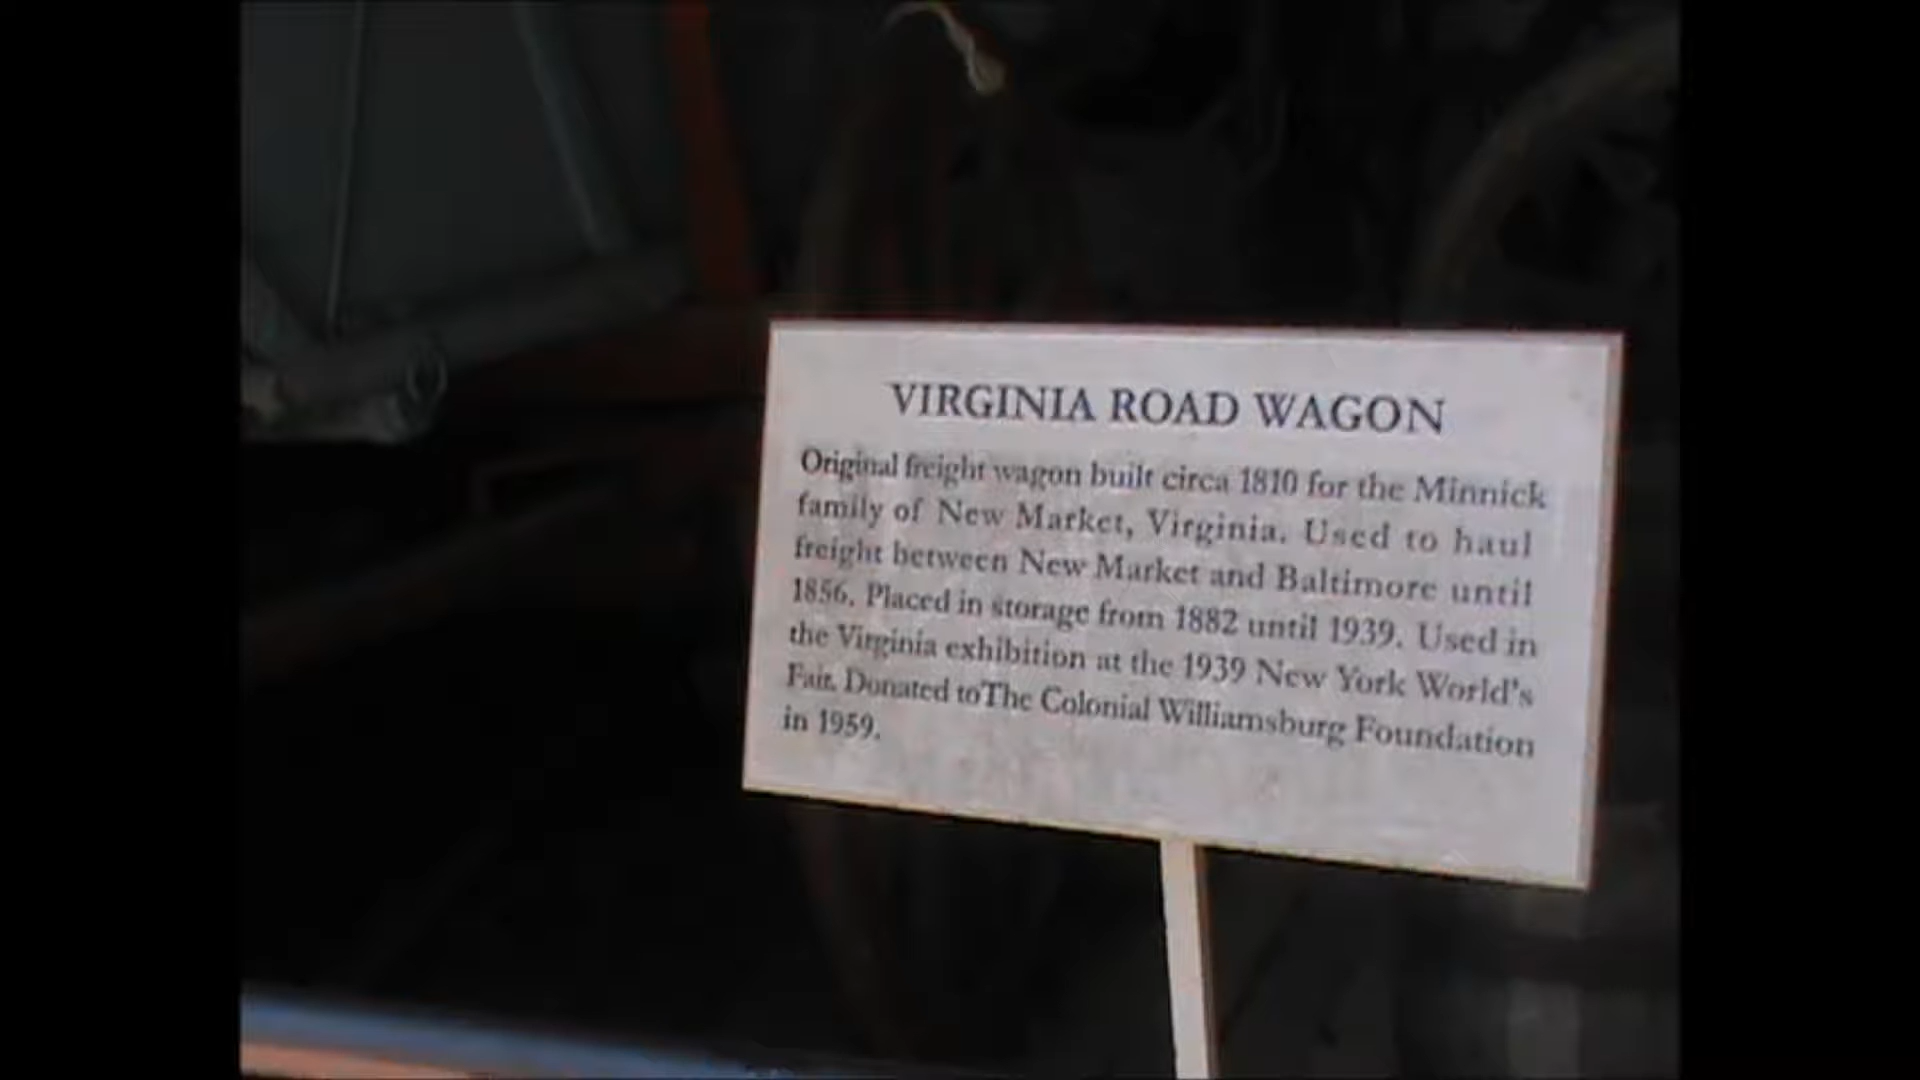 VIRGINIA ROAD WAGON
Original freight wagon built circa 1810 for the Minnick
family of New Market, Virginia. Used to haul
freight between New Market and Baltimore until
1856. Placed in storage from 1882 until 1939. Used in
the Virginia exhibition at the 1939 New York World's
Fair. Donated toThe Colonial Williamsburg Foundation
in 1959.